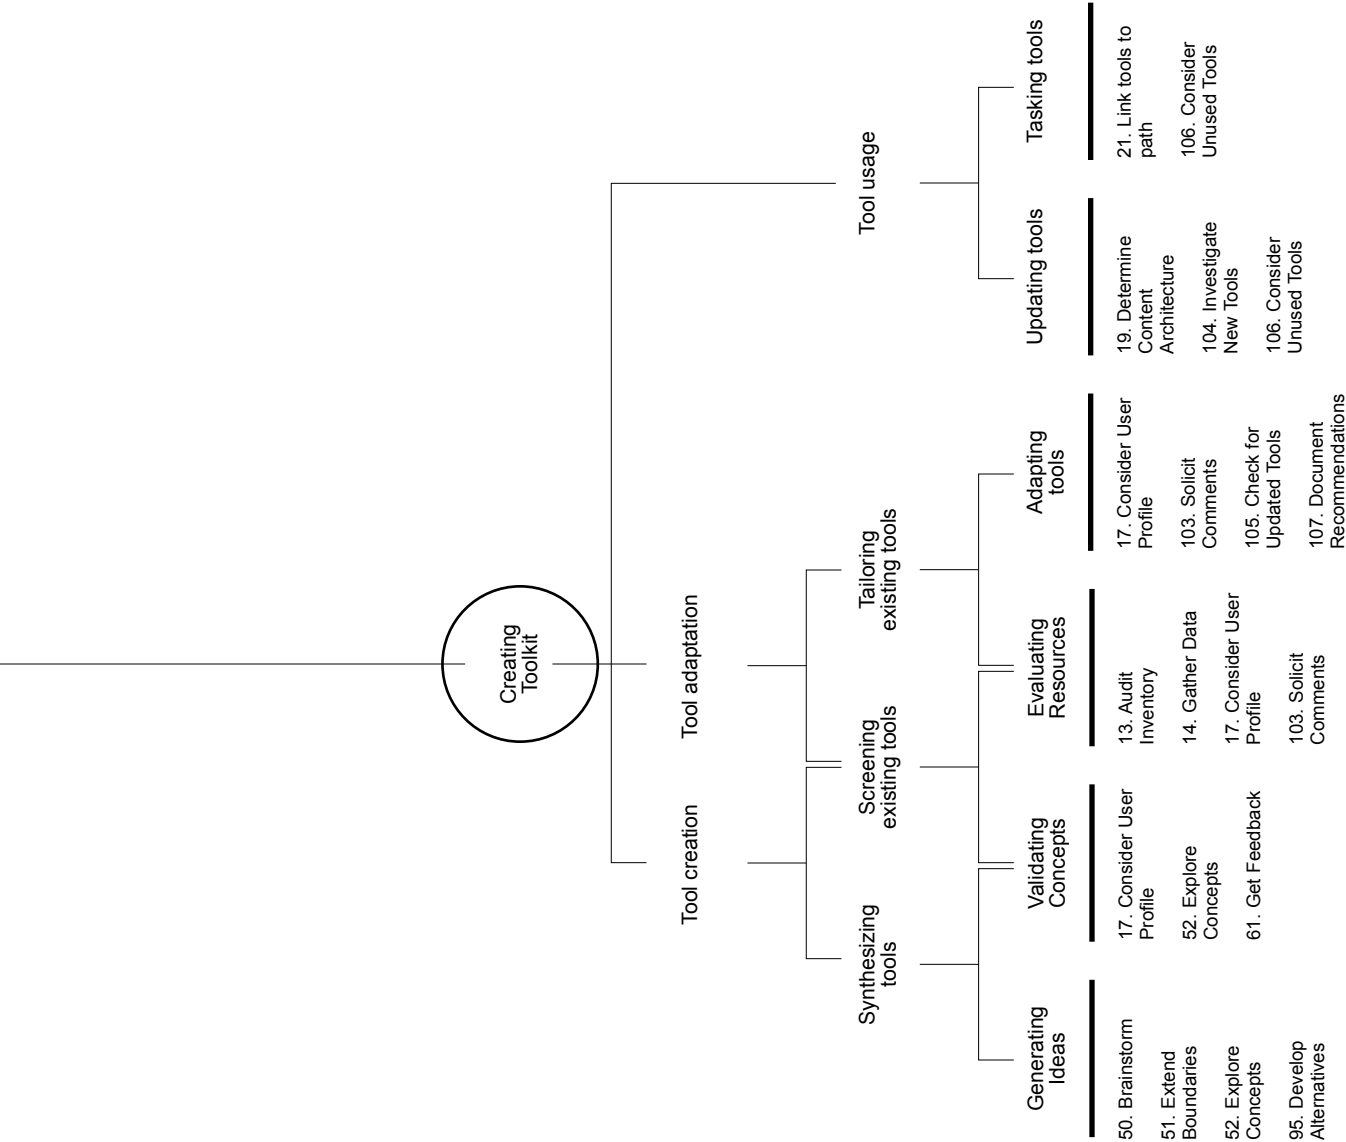 Creating
Toolkit
Tool creation
Tool adaptation
Tool usage
Synthesizing
tools
Screening
existing tools
Tailoring
existing tools
Generating
Ideas
Validating
Concepts
Evaluating
Resources
Adapting
tools
Updating tools
Tasking tools
50. Brainstorm
51. Extend
Boundaries
52. Explore
Concepts
95. Develop
Alternatives
17. Consider User
Profile
52. Explore
Concepts
61. Get Feedback
13. Audit
Inventory
14. Gather Data
17. Consider User
Profile
103. Solicit
Comments
17. Consider User
Profile
103. Solicit
Comments
105. Check for
Updated Tools
107. Document
Recommendations
19. Determine
Content
Architecture
104. Investigate
New Tools
106. Consider
Unused Tools
21. Link tools to
path
106. Consider
Unused Tools